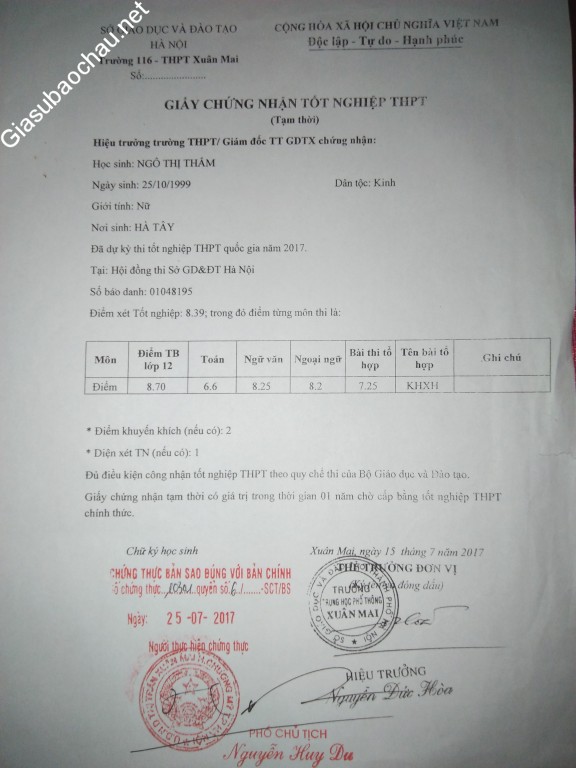 Giasubaochau.net
SỞ GIÁO DỤC VÀ ĐÀO TẠO
HÀ NỘI
Trường 116 - THPT Xuân Mai
Số:......................
CỘNG HÒA XÃ HỘI CHỦ NGHĨA VIỆT NAM
Độc lập - Tự do - Hạnh phúc
GIẤY CHỨNG NHẬN TỐT NGHIỆP THPT
(Tạm thời)
Hiệu trưởng trường THPT/ Giám đốc TT GDTX chứng nhận:
Học sinh: NGÔ THỊ THẮM
Ngày sinh: 25/10/1999 Dân tộc: Kinh
Giới tính: Nữ
Nơi sinh: HÀ TÂY
Đã dự kỳ thi tốt nghiệp THPT quốc gia năm 2017.
Tại: Hội đồng thi Sở GD&ĐT Hà Nội
Số báo danh: 01048195
Điểm xét Tốt nghiệp: 8.39; trong đó điểm từng môn thi là:
Môn Điểm TB lớp 12 Toán Ngữ văn Ngoại ngữ Bài thi tổ hợp Tên bài tổ hợp Ghi chú
Điểm 8.70 6.6 8.25 8.2 7.25 KHXH
* Điểm khuyến khích (nếu có): 2
* Diện xét TN (nếu có): 1
Đủ điều kiện công nhận tốt nghiệp THPT theo quy chế thi của Bộ Giáo dục và Đào tạo.
Giấy chứng nhận tạm thời có giá trị trong thời gian 01 năm chờ cấp bằng tốt nghiệp THPT
chính thức.
Chữ ký học sinh
Xuân Mai, ngày 15 tháng 7 năm 2017
THỦ TRƯỞNG ĐƠN VỊ
CHỨNG THỰC BẢN SAO ĐÚNG VỚI BẢN CHÍNH
Số chứng thực quyển số -SCT/BS
Ngày: 25-07-2017
Người thực hiện chứng thực
TRƯỜNG
TRUNG HỌC PHỔ THÔNG
XUÂN MAI
HIỆU TRƯỞNG
Nguyễn Đức Hòa
PHÓ CHỦ TỊCH
Nguyễn Huy Du